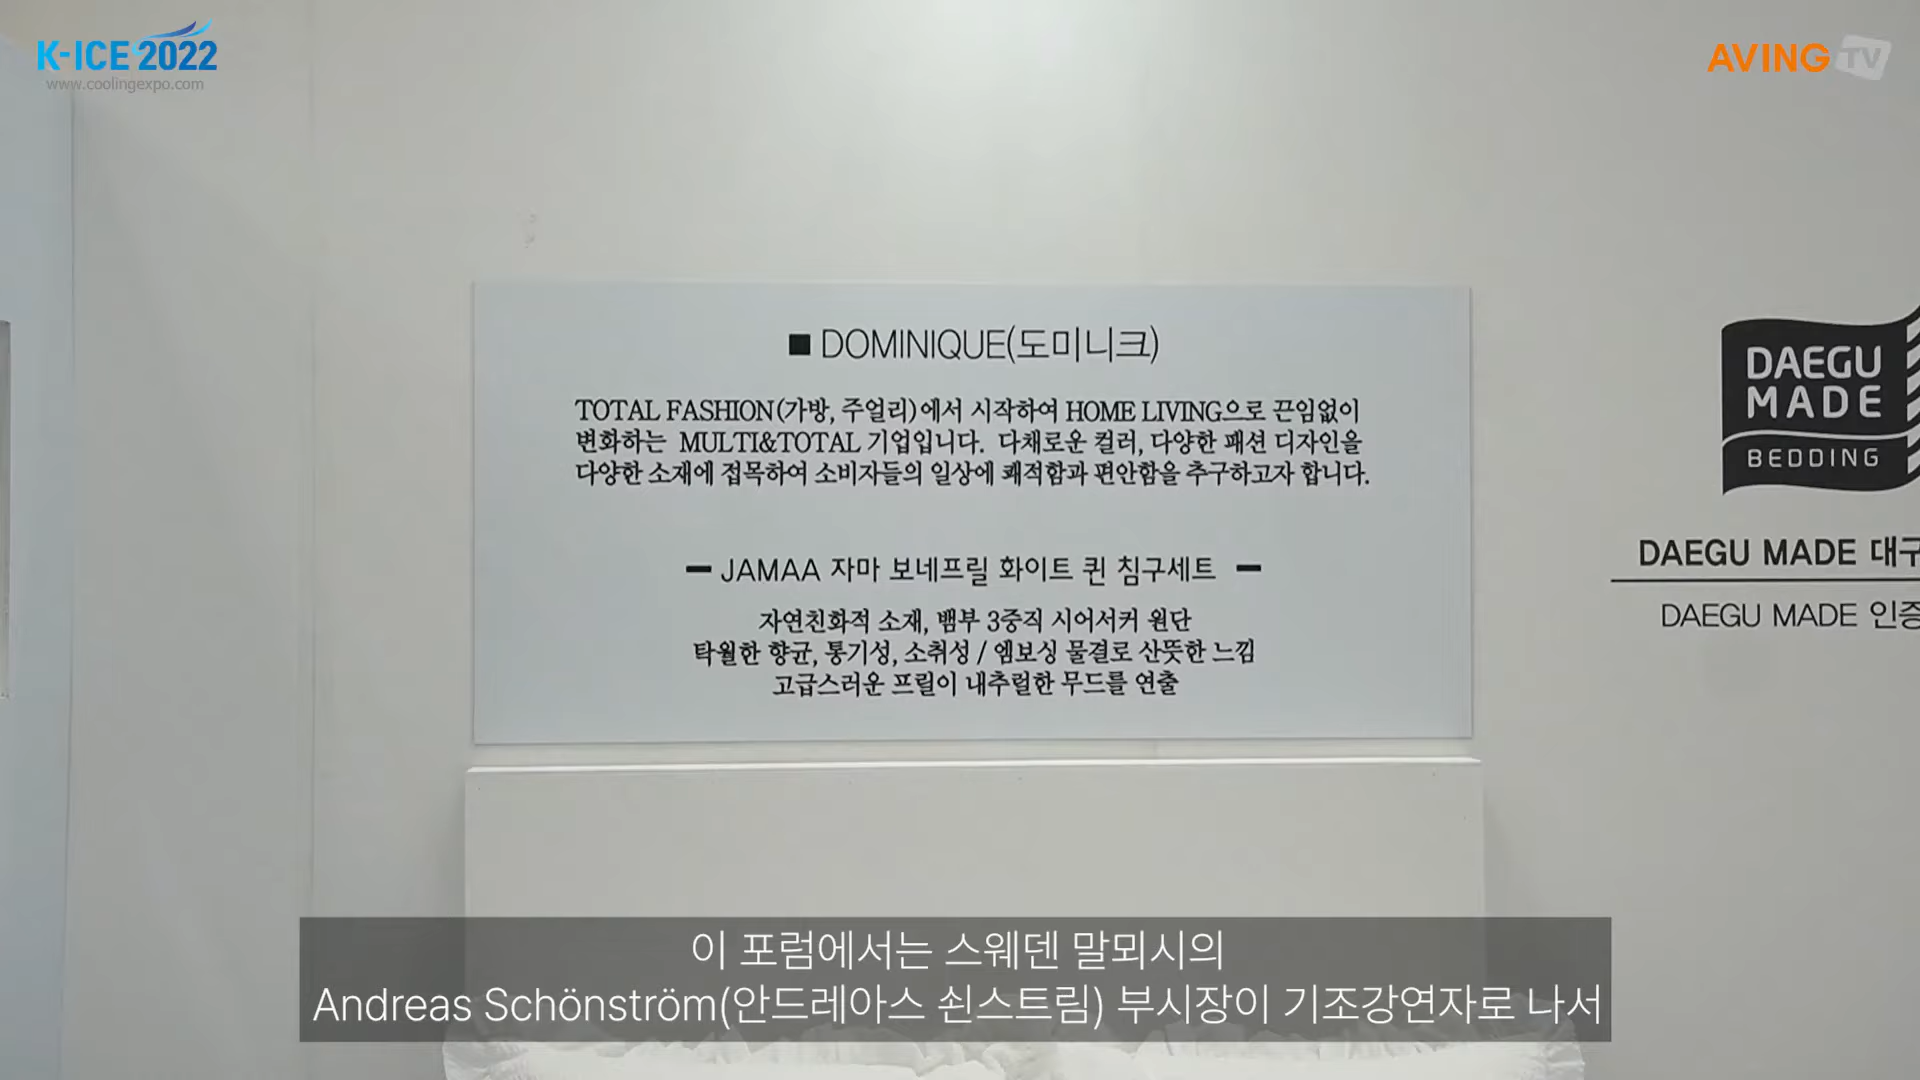 K-ICE 2022
www.coolingexpo.com
AVING TV
■ DOMINIQUE(도미니크)
TOTAL FASHION(가방, 주얼리)에서 시작하여 HOME LIVING으로 끈임없이
변화하는 MULTI&TOTAL 기업입니다. 다채로운 컬러, 다양한 패션 디자인을
다양한 소재에 접목하여 소비자들의 일상에 쾌적함과 편안함을 추구하고자 합니다.
━ JAMAA 자마 보네프릴 화이트 퀸 침구세트 ━
자연친화적 소재, 뱀부 3중직 시어서커 원단
탁월한 향균, 통기성, 소취성 / 엠보싱 물결로 산뜻한 느낌
고급스러운 프릴이 내추럴한 무드를 연출
DAEGU
MADE
BEDDING
DAEGU MADE 대구
DAEGU MADE 인증
이 포럼에서는 스웨덴 말뫼시의
Andreas Schönström(안드레아스 쇤스트림) 부시장이 기조강연자로 나서